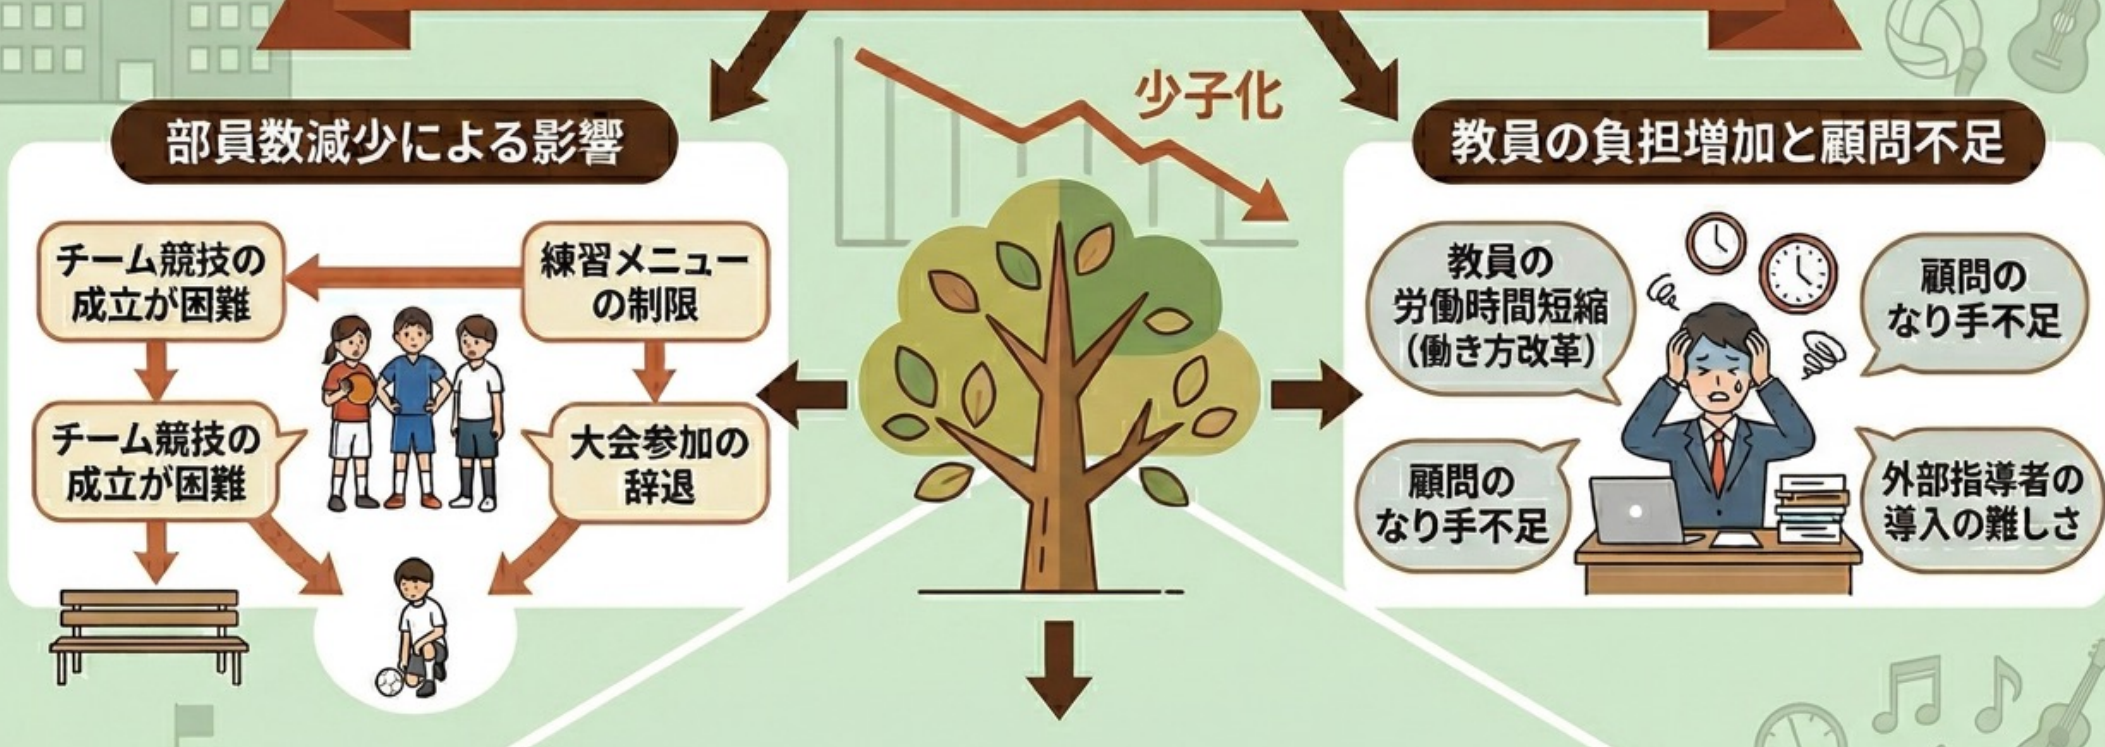 少子化
部員数減少による影響
チーム競技の
成立が困難
練習メニュー
の制限
チーム競技の
成立が困難
大会参加の
辞退
教員の負担増加と顧問不足
教員の
労働時間短縮
(働き方改革)
顧問の
なり手不足
顧問の
なり手不足
外部指導者の
導入の難しさ